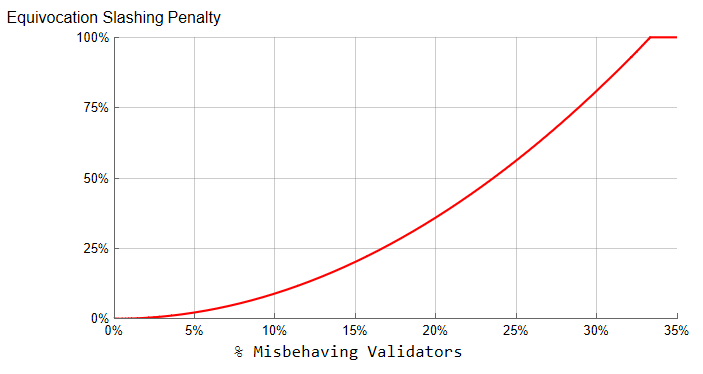 Equivocation Slashing Penalty
100%
75%
50%
25%
0%
0% 5% 10% 15% 20% 25% 30% 35%
% Misbehaving Validators